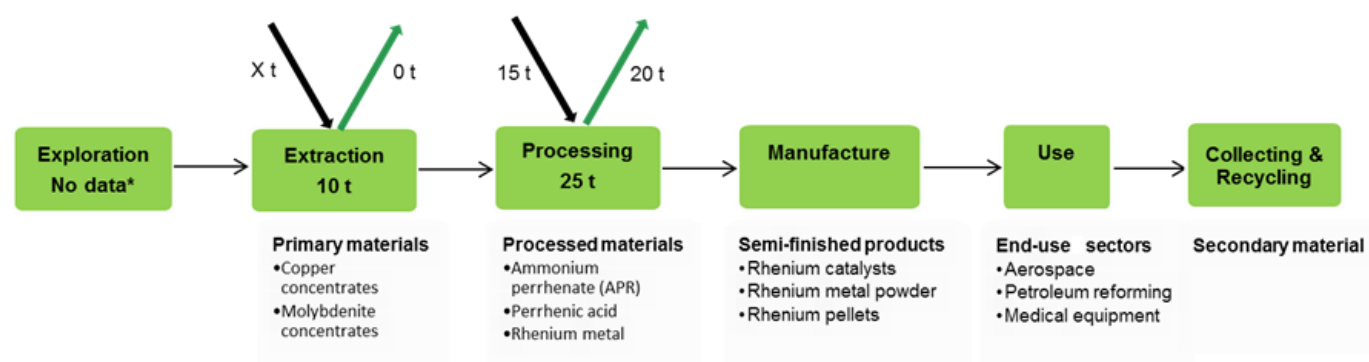 X t
0 t
15 t
20 t
Exploration
No data*
Extraction
10 t
Processing
25 t
Manufacture
Use
Collecting &
Recycling
Primary materials
•Copper
concentrates
•Molybdenite
concentrates
Processed materials
•Ammonium
perrhenate (APR)
•Perrhenic acid
•Rhenium metal
Semi-finished products
•Rhenium catalysts
•Rhenium metal powder
•Rhenium pellets
End-use sectors
•Aerospace
•Petroleum reforming
•Medical equipment
Secondary material